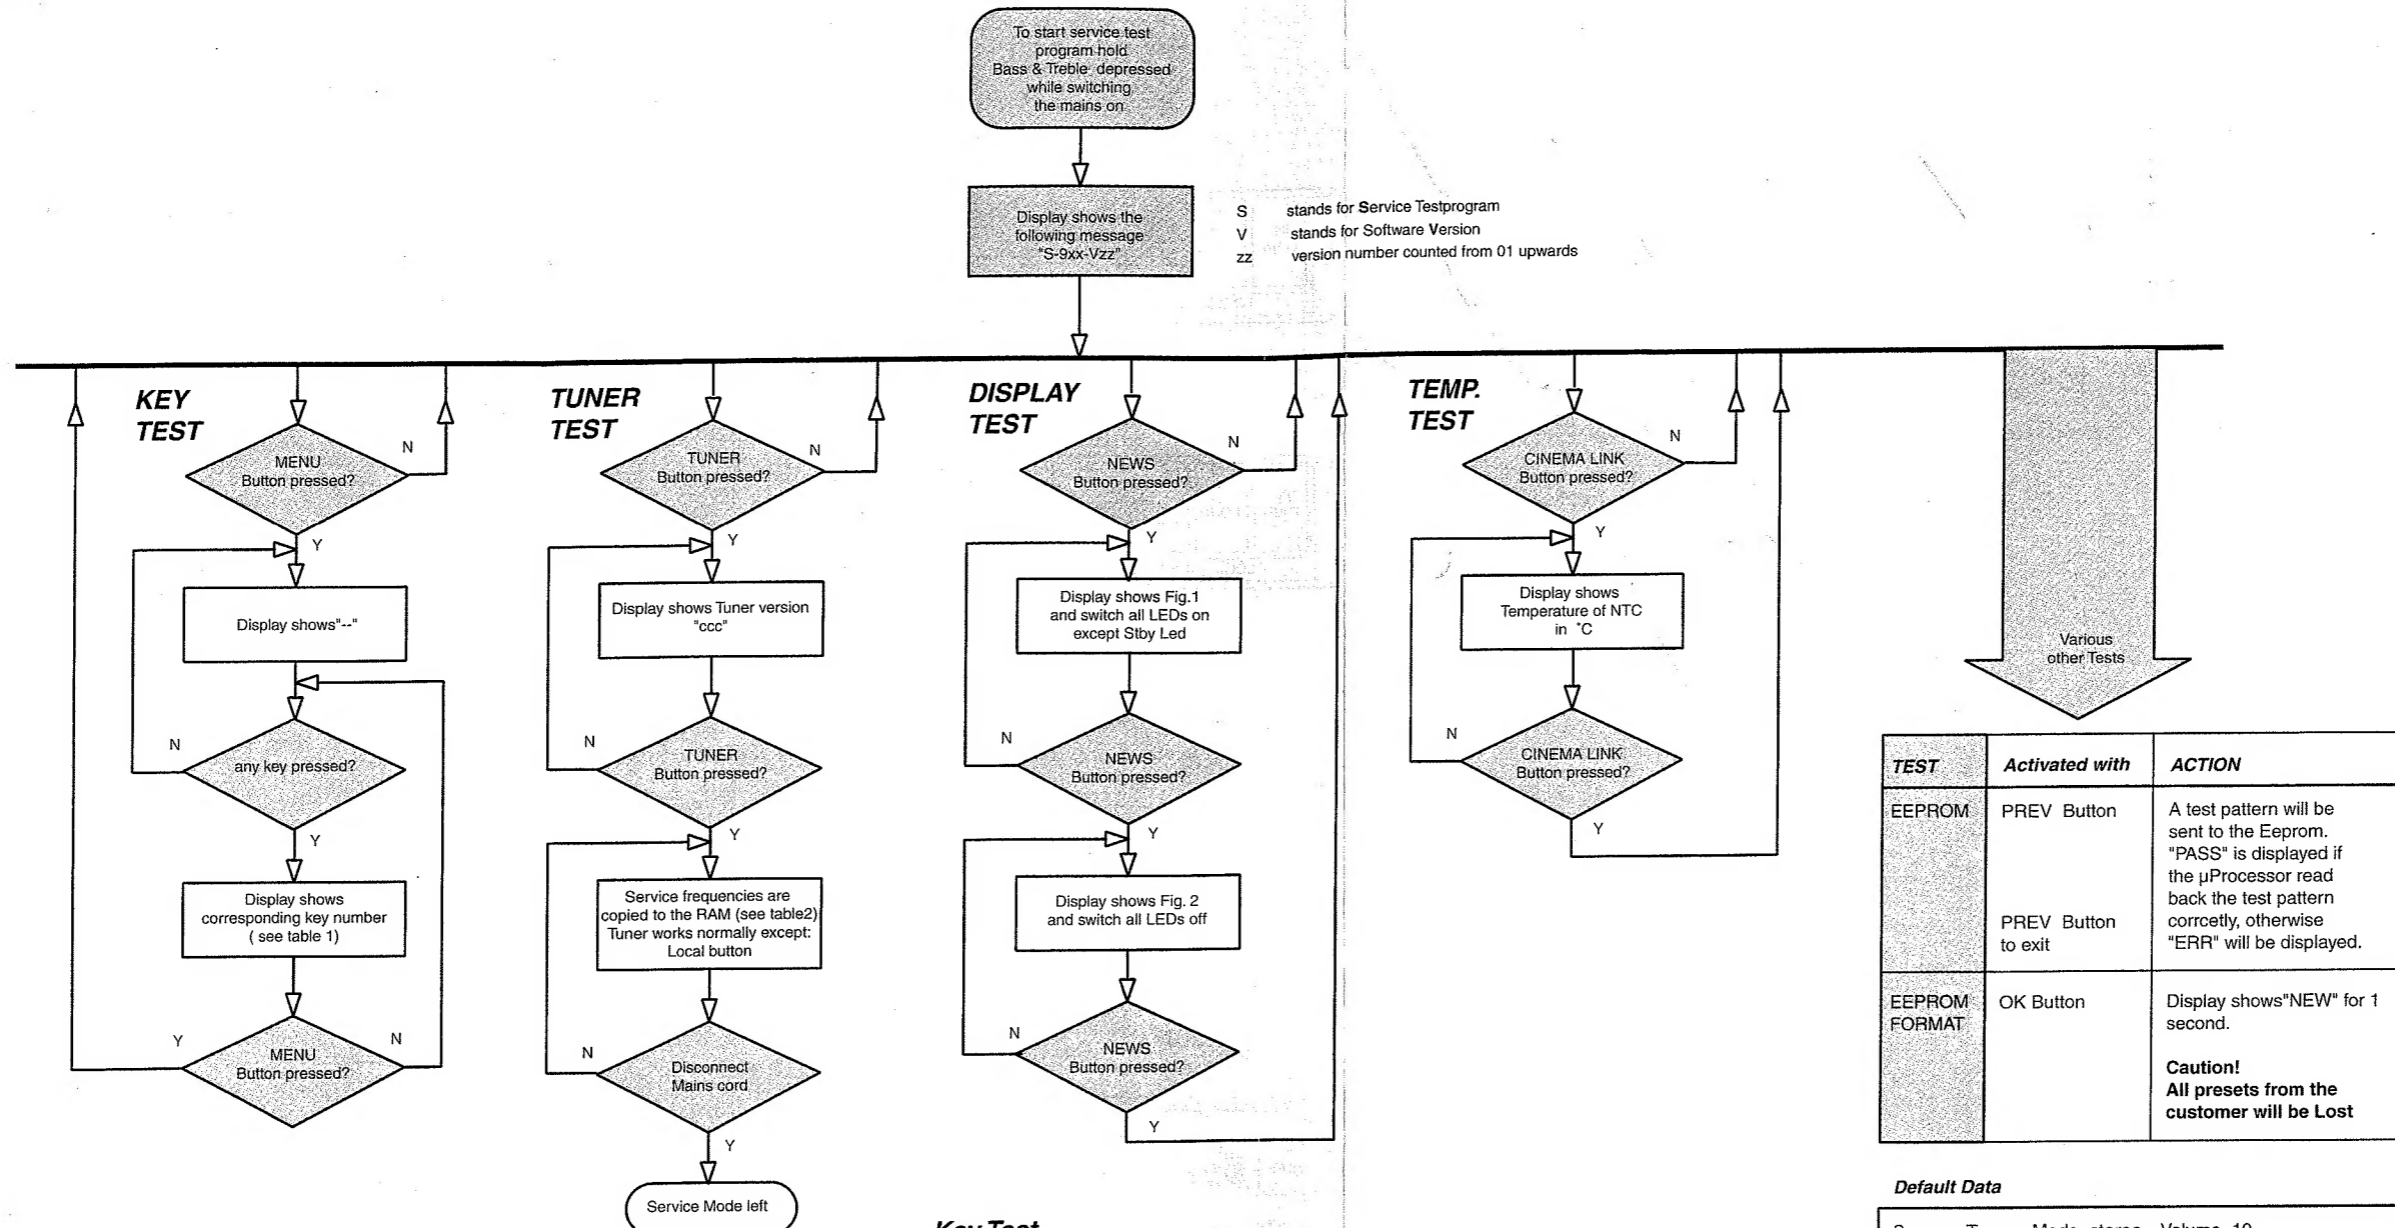 To start service test
program hold
Bass & Treble depressed
while switching
the mains on
Display shows the
following message
"S-9xx-Vzz"
S stands for Service Testprogram
V stands for Software Version
zz version number counted from 01 upwards
KEY
TEST
MENU
Button pressed?
N
Y
Display shows"--"
any key pressed?
N
Y
Display shows
corresponding key number
( see table 1)
MENU
Button pressed?
Y
N
TUNER
TEST
TUNER
Button pressed?
N
Y
Display shows Tuner version
"ccc"
TUNER
Button pressed?
N
Y
Service frequencies are
copied to the RAM (see table2)
Tuner works normally except:
Local button
Disconnect
Mains cord
N
Y
Service Mode left
DISPLAY
TEST
NEWS
Button pressed?
N
Y
Display shows Fig.1
and switch all LEDs on
except Stby Led
NEWS
Button pressed?
N
Y
Display shows Fig. 2
and switch all LEDs off
NEWS
Button pressed?
N
Y
TEMP.
TEST
CINEMA LINK
Button pressed?
N
Y
Display shows
Temperature of NTC
in °C
CINEMA LINK
Button pressed?
N
Y
Various
other Tests
TEST Activated with ACTION
EEPROM PREV Button A test pattern will be
sent to the Eeprom.
"PASS" is displayed if
the µProcessor read
back the test pattern
PREV Button corrcetly, otherwise
to exit "ERR" will be displayed.
EEPROM OK Button Display shows"NEW" for 1
FORMAT second.
Caution!
All presets from the
customer will be Lost
Default Data
Key Test